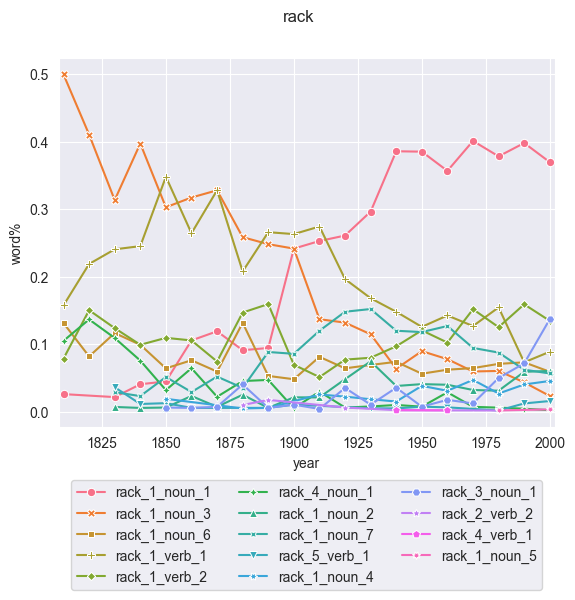 rack
0.5
0.4
0.3
0.2
0.1
0.0
word%
1825 1850 1875 1900 1925 1950 1975 2000
year
rack_1_noun_1 rack_4_noun_1 rack_3_noun_1
rack_1_noun_3 rack_1_noun_2 rack_2_verb_2
rack_1_noun_6 rack_1_noun_7 rack_4_verb_1
rack_1_verb_1 rack_5_verb_1 rack_1_noun_5
rack_1_verb_2 rack_1_noun_4